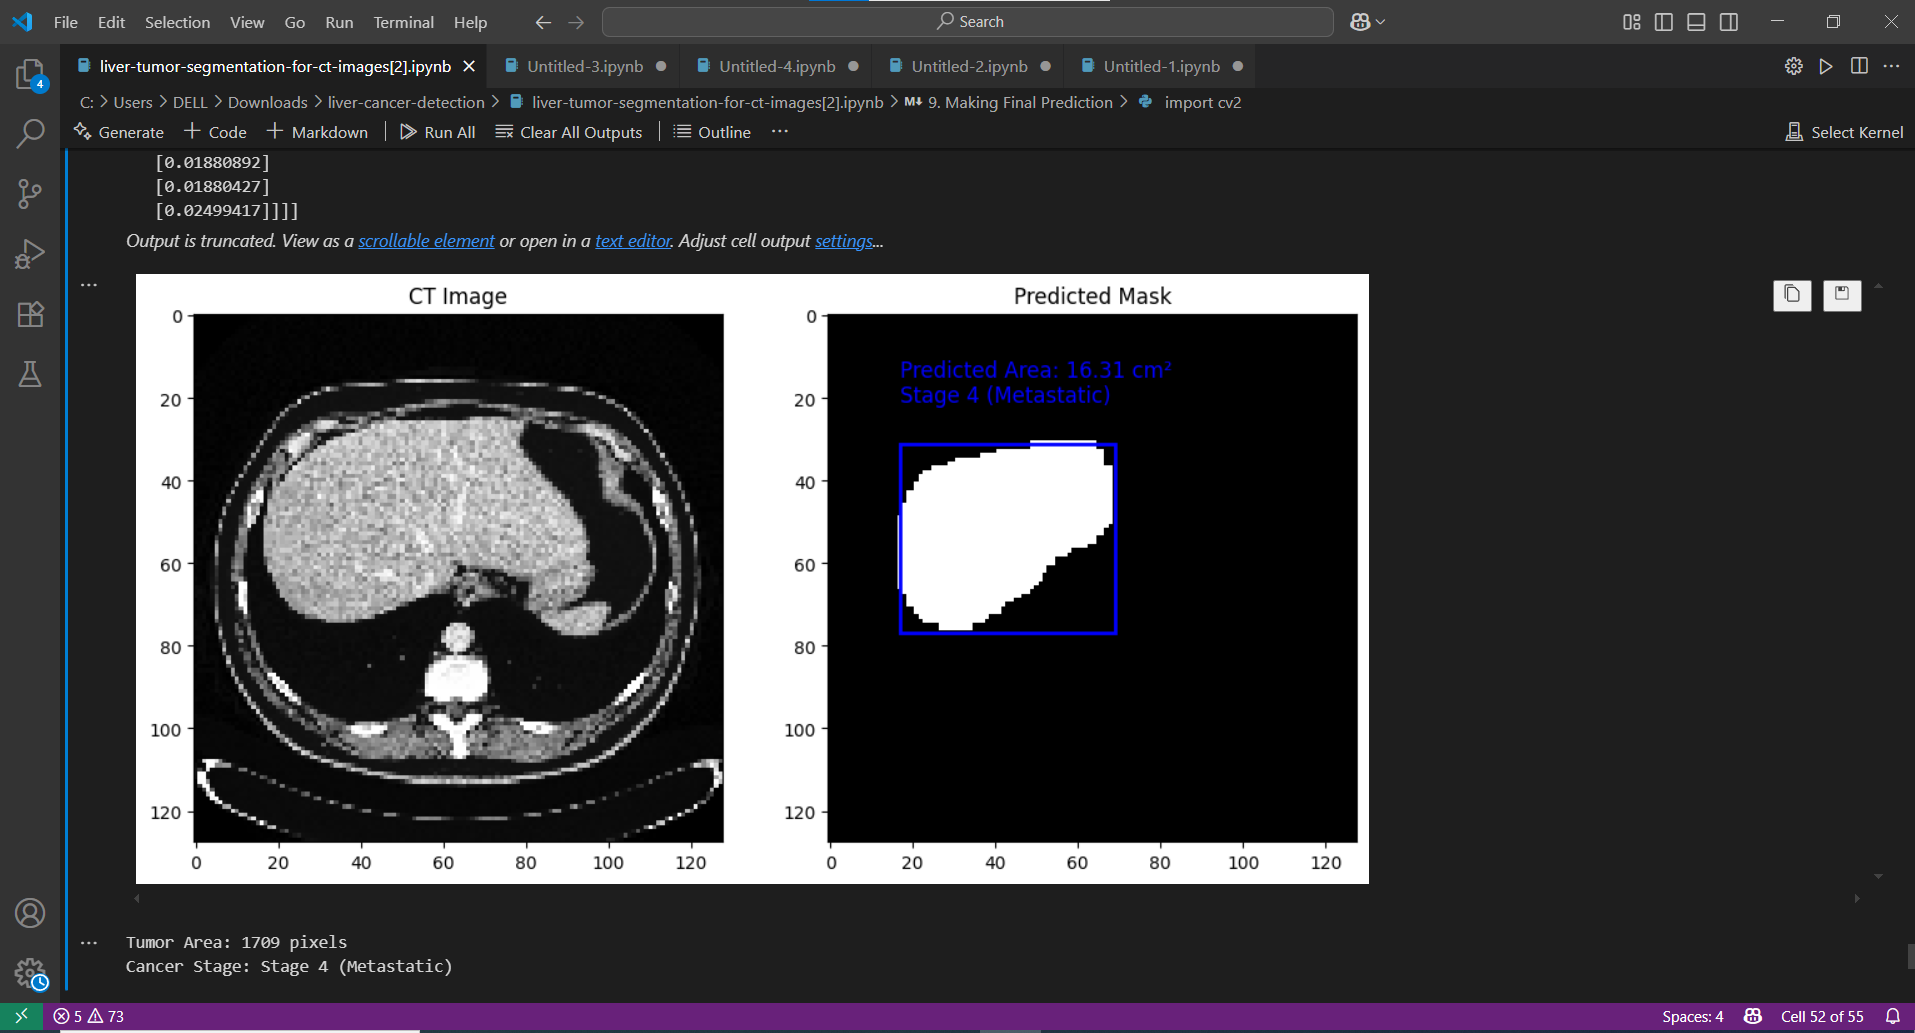 File Edit Selection View Go Run Terminal Help
Search
liver-tumor-segmentation-for-ct-images[2].ipynb Untitled-3.ipynb Untitled-4.ipynb Untitled-2.ipynb Untitled-1.ipynb
C: > Users > DELL > Downloads > liver-cancer-detection > liver-tumor-segmentation-for-ct-images[2].ipynb > M↓ 9. Making Final Prediction > import cv2
Generate + Code + Markdown Run All Clear All Outputs Outline ... Select Kernel
4
[0.01880892]
[0.01880427]
[0.02499417]]]]
Output is truncated. View as a scrollable element or open in a text editor. Adjust cell output settings...
CT Image
0
20
40
60
80
100
120
0 20 40 60 80 100 120
Predicted Mask
0
20
40
60
80
100
120
Predicted Area: 16.31 cm²
Stage 4 (Metastatic)
0 20 40 60 80 100 120
Tumor Area: 1709 pixels
Cancer Stage: Stage 4 (Metastatic)
5 73 Spaces: 4 Cell 52 of 55